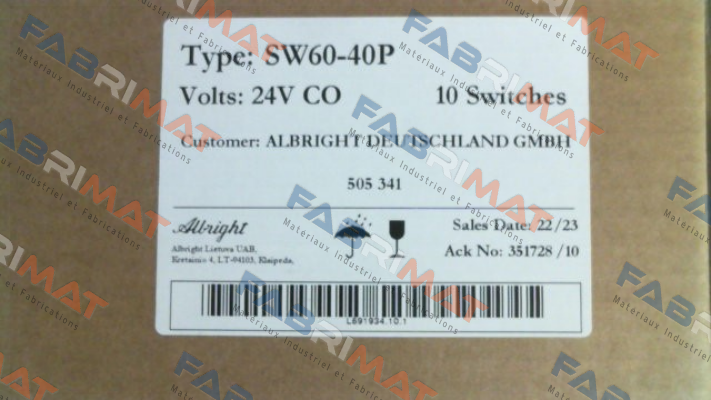 Type: SW60-40P
Volts: 24V CO 10 Switches
Customer: ALBRIGHT DEUTSCHLAND GMBH
505 341
Albright
Albright Lietuva UAB,
Kretainio 4, LT-94103, Klaipeda,
Sales Date: 22/23
Ack No: 351728 /10
L691934.10.1
FABRIMAT
Materiaux Industriel et Fabrications